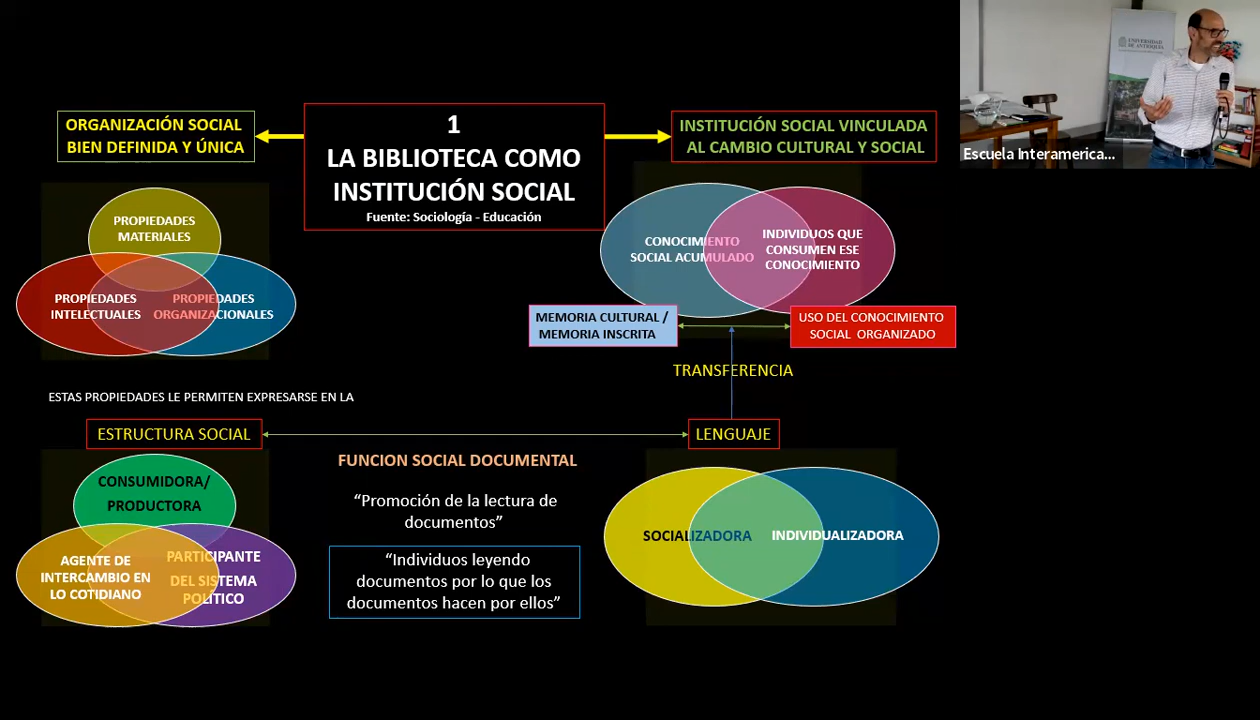 1
LA BIBLIOTECA COMO
INSTITUCIÓN SOCIAL
Fuente: Sociología - Educación
ORGANIZACIÓN SOCIAL
BIEN DEFINIDA Y ÚNICA
INSTITUCIÓN SOCIAL VINCULADA
AL CAMBIO CULTURAL Y SOCIAL
PROPIEDADES
MATERIALES
PROPIEDADES
INTELECTUALES
PROPIEDADES
ORGANIZACIONALES
CONOCIMIENTO
SOCIAL ACUMULADO
INDIVIDUOS QUE
CONSUMEN ESE
CONOCIMIENTO
MEMORIA CULTURAL /
MEMORIA INSCRITA
USO DEL CONOCIMIENTO
SOCIAL ORGANIZADO
TRANSFERENCIA
ESTAS PROPIEDADES LE PERMITEN EXPRESARSE EN LA
ESTRUCTURA SOCIAL
LENGUAJE
CONSUMIDORA/
PRODUCTORA
AGENTE DE
INTERCAMBIO EN
LO COTIDIANO
PARTICIPANTE
DEL SISTEMA
POLÍTICO
FUNCION SOCIAL DOCUMENTAL
“Promoción de la lectura de
documentos”
“Individuos leyendo
documentos por lo que los
documentos hacen por ellos”
SOCIALIZADORA
INDIVIDUALIZADORA
UNIVERSIDAD
DE ANTIOQUIA
Escuela Interamerica...